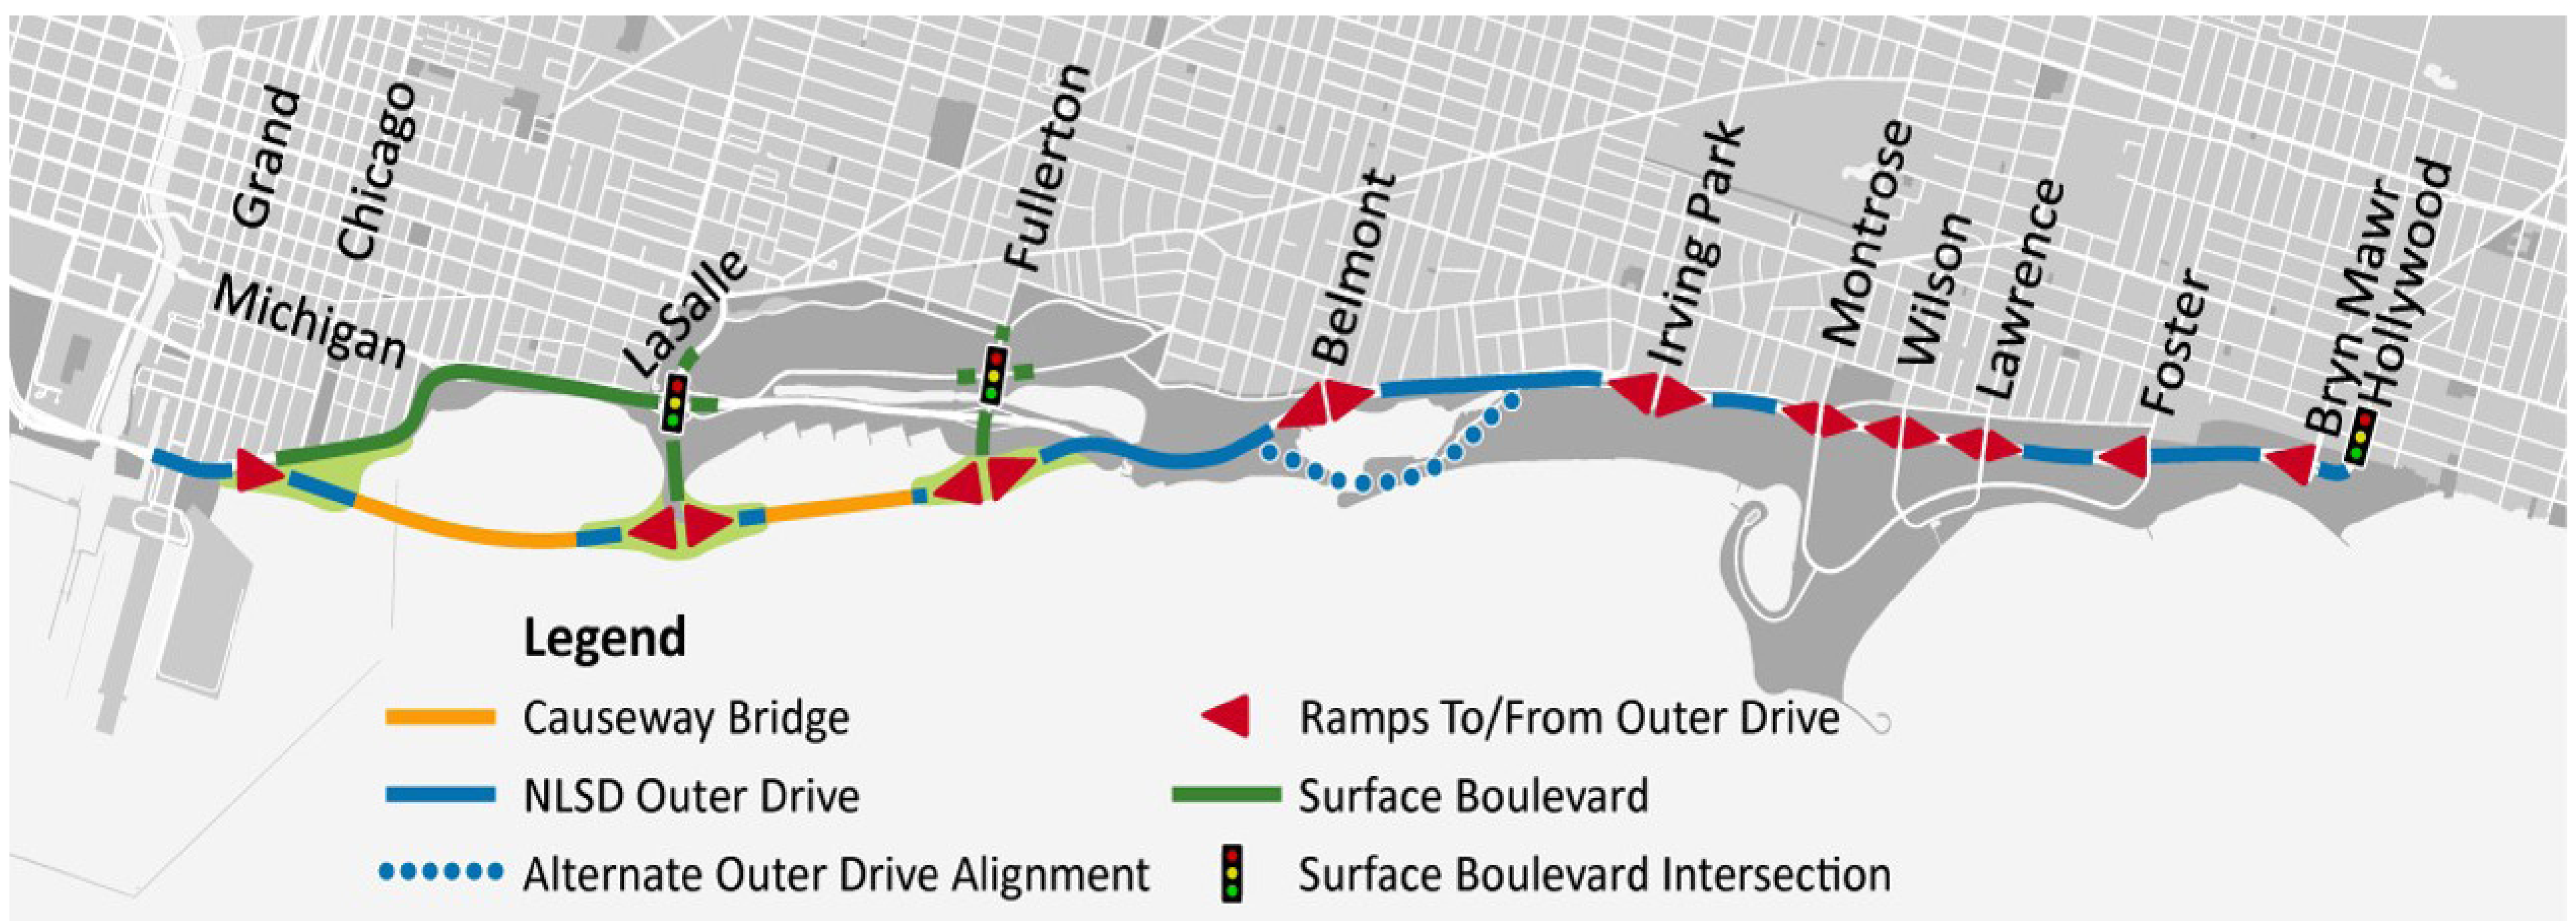 Grand
Chicago
Michigan
LaSalle
Fullerton
Belmont
Irving Park
Montrose
Wilson
Lawrence
Foster
Bryn Mawr
Hollywood
Legend
Causeway Bridge
NLSD Outer Drive
Alternate Outer Drive Alignment
Ramps To/From Outer Drive
Surface Boulevard
Surface Boulevard Intersection